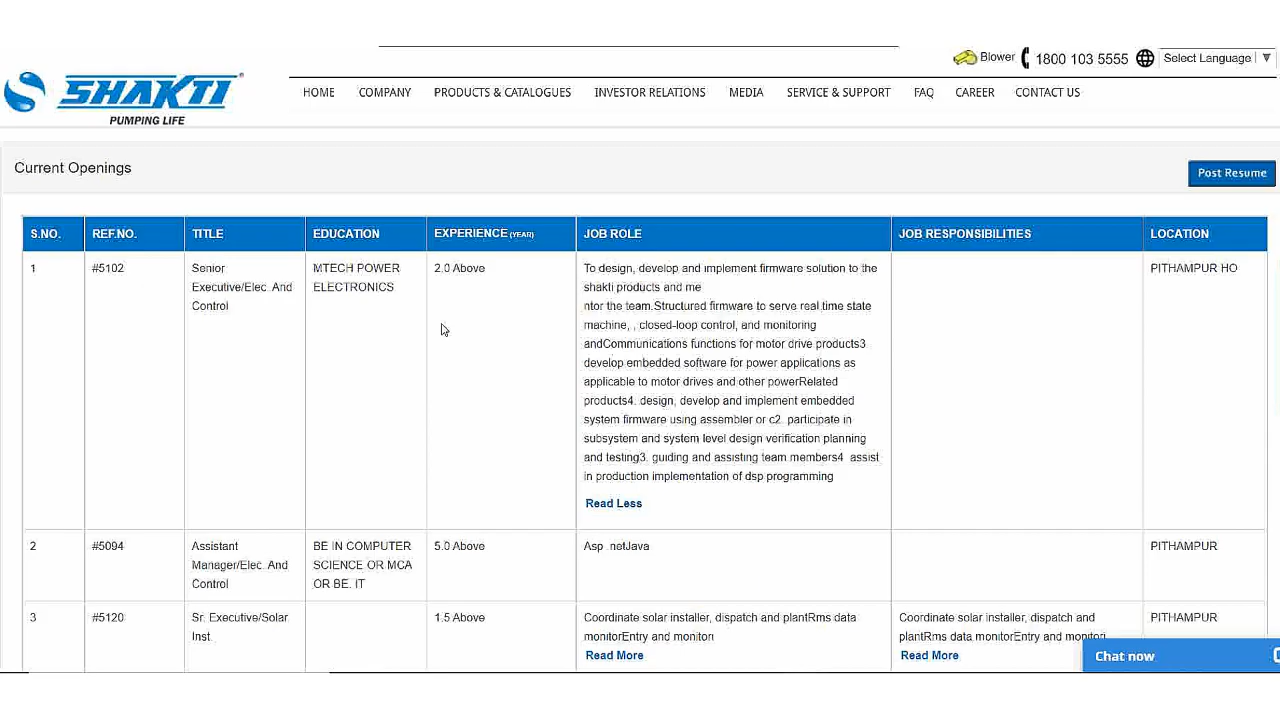 Blower 1800 103 5555 Select Language ▼
SHAKTI
PUMPING LIFE
HOME COMPANY PRODUCTS & CATALOGUES INVESTOR RELATIONS MEDIA SERVICE & SUPPORT FAQ CAREER CONTACT US
Current Openings
Post Resume
S.NO. REF.NO. TITLE EDUCATION EXPERIENCE (YEAR) JOB ROLE JOB RESPONSIBILITIES LOCATION
1 #5102 Senior Executive/Elec. And Control MTECH POWER ELECTRONICS 2.0 Above
To design, develop and implement firmware solution to the
shakti products and me
ntor the team.Structured firmware to serve real time state
machine, , closed-loop control, and monitoring
andCommunications functions for motor drive products3
develop embedded software for power applications as
applicable to motor drives and other powerRelated
products4. design, develop and implement embedded
system firmware using assembler or c2. participate in
subsystem and system level design verification planning
and testing3. guiding and assisting team members4 assist
in production implementation of dsp programming
Read Less
PITHAMPUR HO
2 #5094 Assistant Manager/Elec. And Control BE IN COMPUTER SCIENCE OR MCA OR BE. IT 5.0 Above Asp .netJava PITHAMPUR
3 #5120 Sr. Executive/Solar Inst. 1.5 Above
Coordinate solar installer, dispatch and plantRms data
monitorEntry and monitori
Read More
Coordinate solar installer, dispatch and
plantRms data monitorEntry and monitori
Read More
PITHAMPUR
Chat now